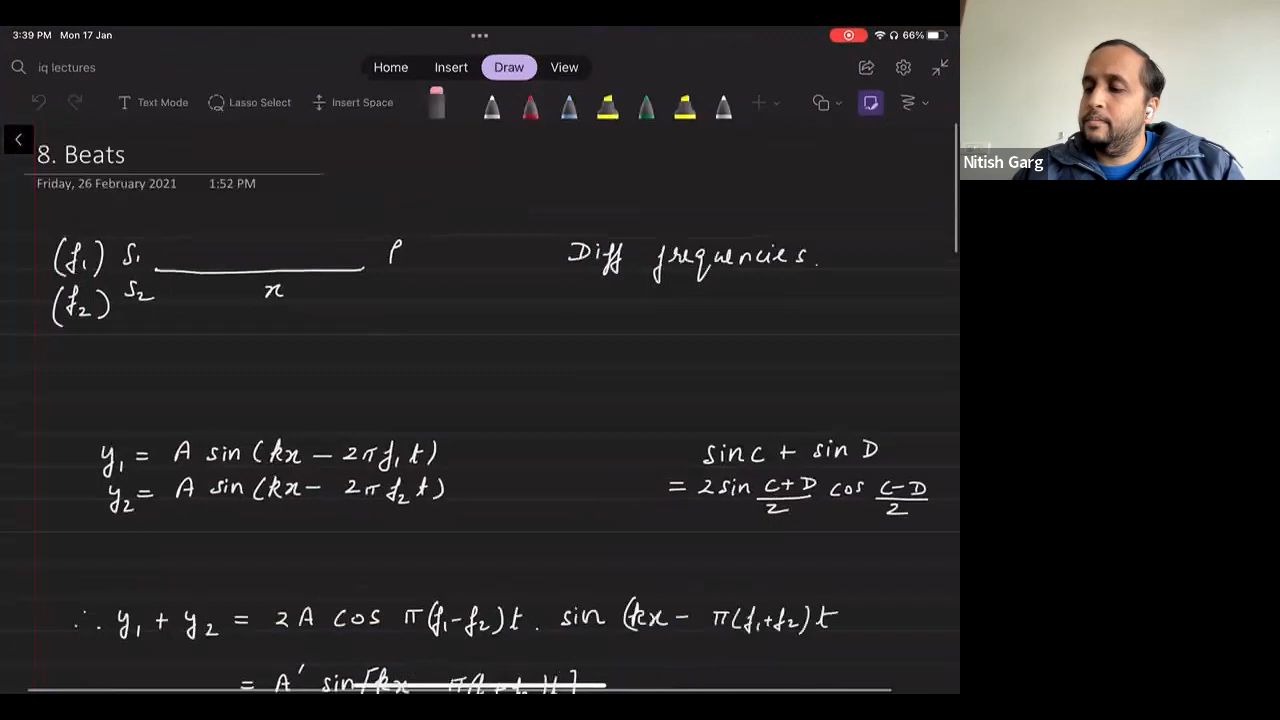 3:39 PM Mon 17 Jan
66%
iq lectures
Home Insert Draw View
Text Mode Lasso Select Insert Space
8. Beats
Friday, 26 February 2021 1:52 PM
(f₁) S₁ P Diff frequencies.
(f₂) S₂ x
y₁ = A sin (kx – 2πf₁t)
y₂ = A sin (kx – 2πf₂t)
sin C + sin D
= 2 sin (C+D)/2 cos (C–D)/2
∴ y₁ + y₂ = 2A cos π(f₁–f₂)t . sin (kx – π(f₁+f₂)t
= A' sin [kx
Nitish Garg